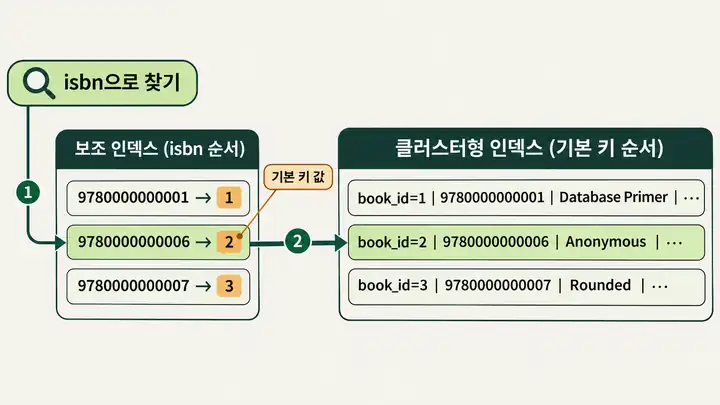 isbn으로 찾기
보조 인덱스 (isbn 순서)
클러스터형 인덱스 (기본 키 순서)
기본 키 값
1
9780000000001 → 1
9780000000006 → 2
9780000000007 → 3
2
book_id=1 | 9780000000001 | Database Primer | ···
book_id=2 | 9780000000006 | Anonymous | ···
book_id=3 | 9780000000007 | Rounded | ···